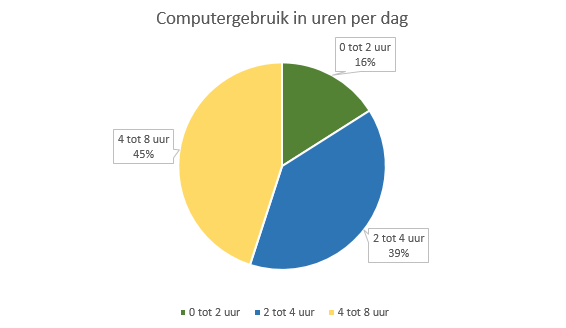 Computergebruik in uren per dag
0 tot 2 uur
16%
4 tot 8 uur
45%
2 tot 4 uur
39%
0 tot 2 uur 2 tot 4 uur 4 tot 8 uur